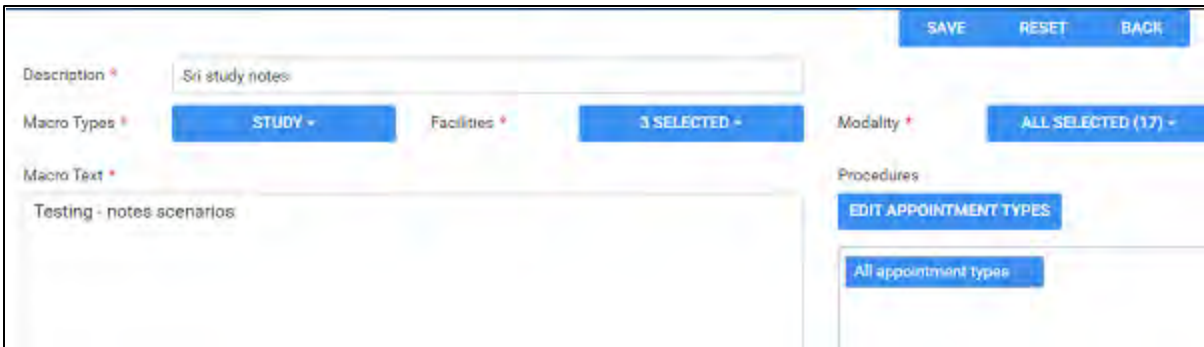 SAVE RESET BACK
Description * Sri study notes
Macro Types * STUDY Facilities * 3 SELECTED Modality * ALL SELECTED (17)
Macro Text * Procedures
Testing - notes scenarios EDIT APPOINTMENT TYPES
All appointment types